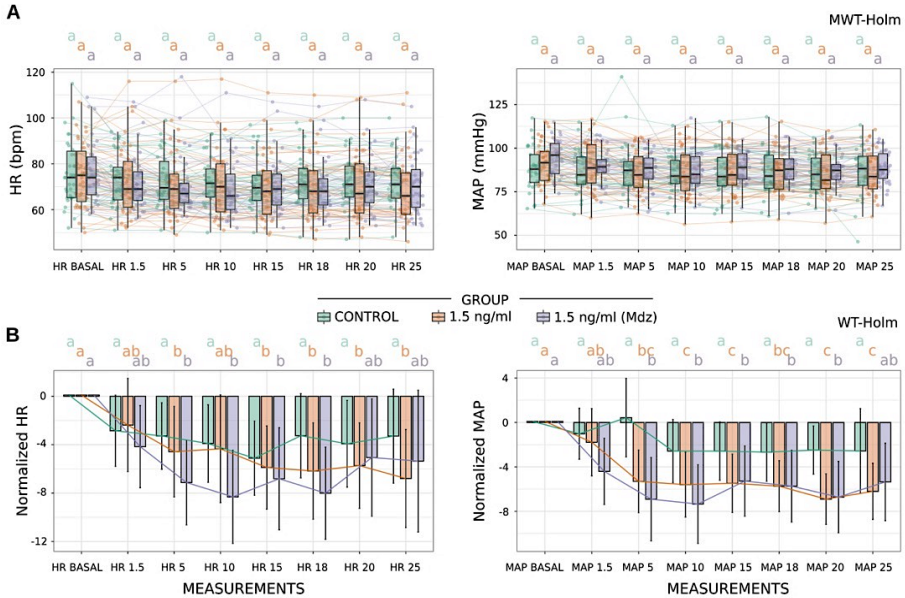 A
MWT-Holm
a a a a a a a a
a a a a a a a a
a a a a a a a a
a a a a a a a a
a a a a a a a a
a a a a a a a a
120
100
80
60
HR (bpm)
HR BASAL HR 1.5 HR 5 HR 10 HR 15 HR 18 HR 20 HR 25
125
100
75
50
MAP (mmHg)
MAP BASAL MAP 1.5 MAP 5 MAP 10 MAP 15 MAP 18 MAP 20 MAP 25
GROUP
CONTROL 1.5 ng/ml 1.5 ng/ml (Mdz)
B
WT-Holm
a a a a a a a a
a ab b b b b b b
a ab b b b b ab ab
a a a a a a a a
a ab bc c c bc c c
a b b b b b b ab
0
-4
-8
-12
Normalized HR
HR BASAL HR 1.5 HR 5 HR 10 HR 15 HR 18 HR 20 HR 25
MEASUREMENTS
4
0
-4
-8
Normalized MAP
MAP BASAL MAP 1.5 MAP 5 MAP 10 MAP 15 MAP 18 MAP 20 MAP 25
MEASUREMENTS